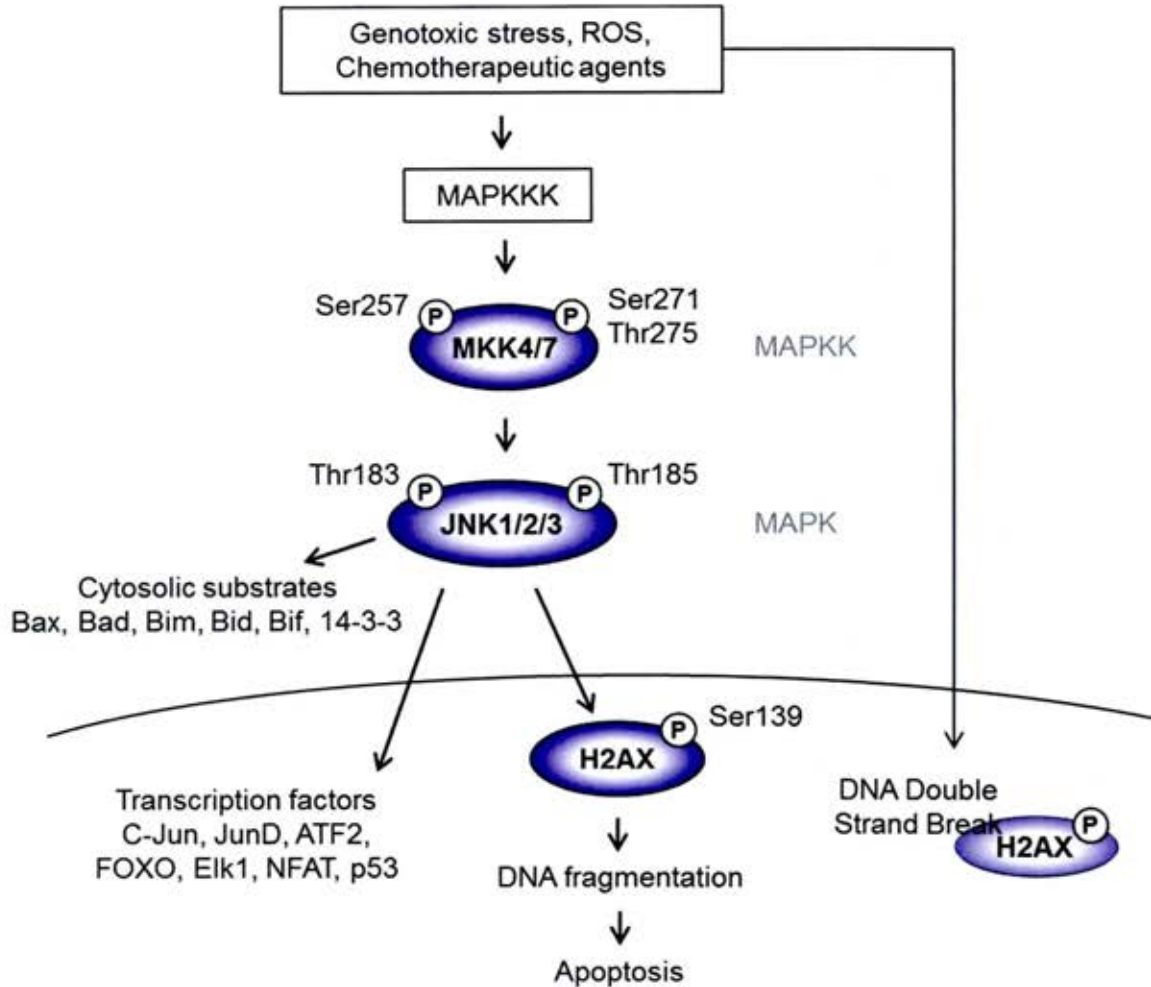 Genotoxic stress, ROS,
Chemotherapeutic agents
MAPKKK
Ser257
P
P
Ser271
Thr275
MKK4/7
MAPKK
Thr183
P
P
Thr185
JNK1/2/3
MAPK
Cytosolic substrates
Bax, Bad, Bim, Bid, Bif, 14-3-3
P
Ser139
H2AX
Transcription factors
C-Jun, JunD, ATF2,
FOXO, Elk1, NFAT, p53
DNA fragmentation
Apoptosis
DNA Double
Strand Break
P
H2AX